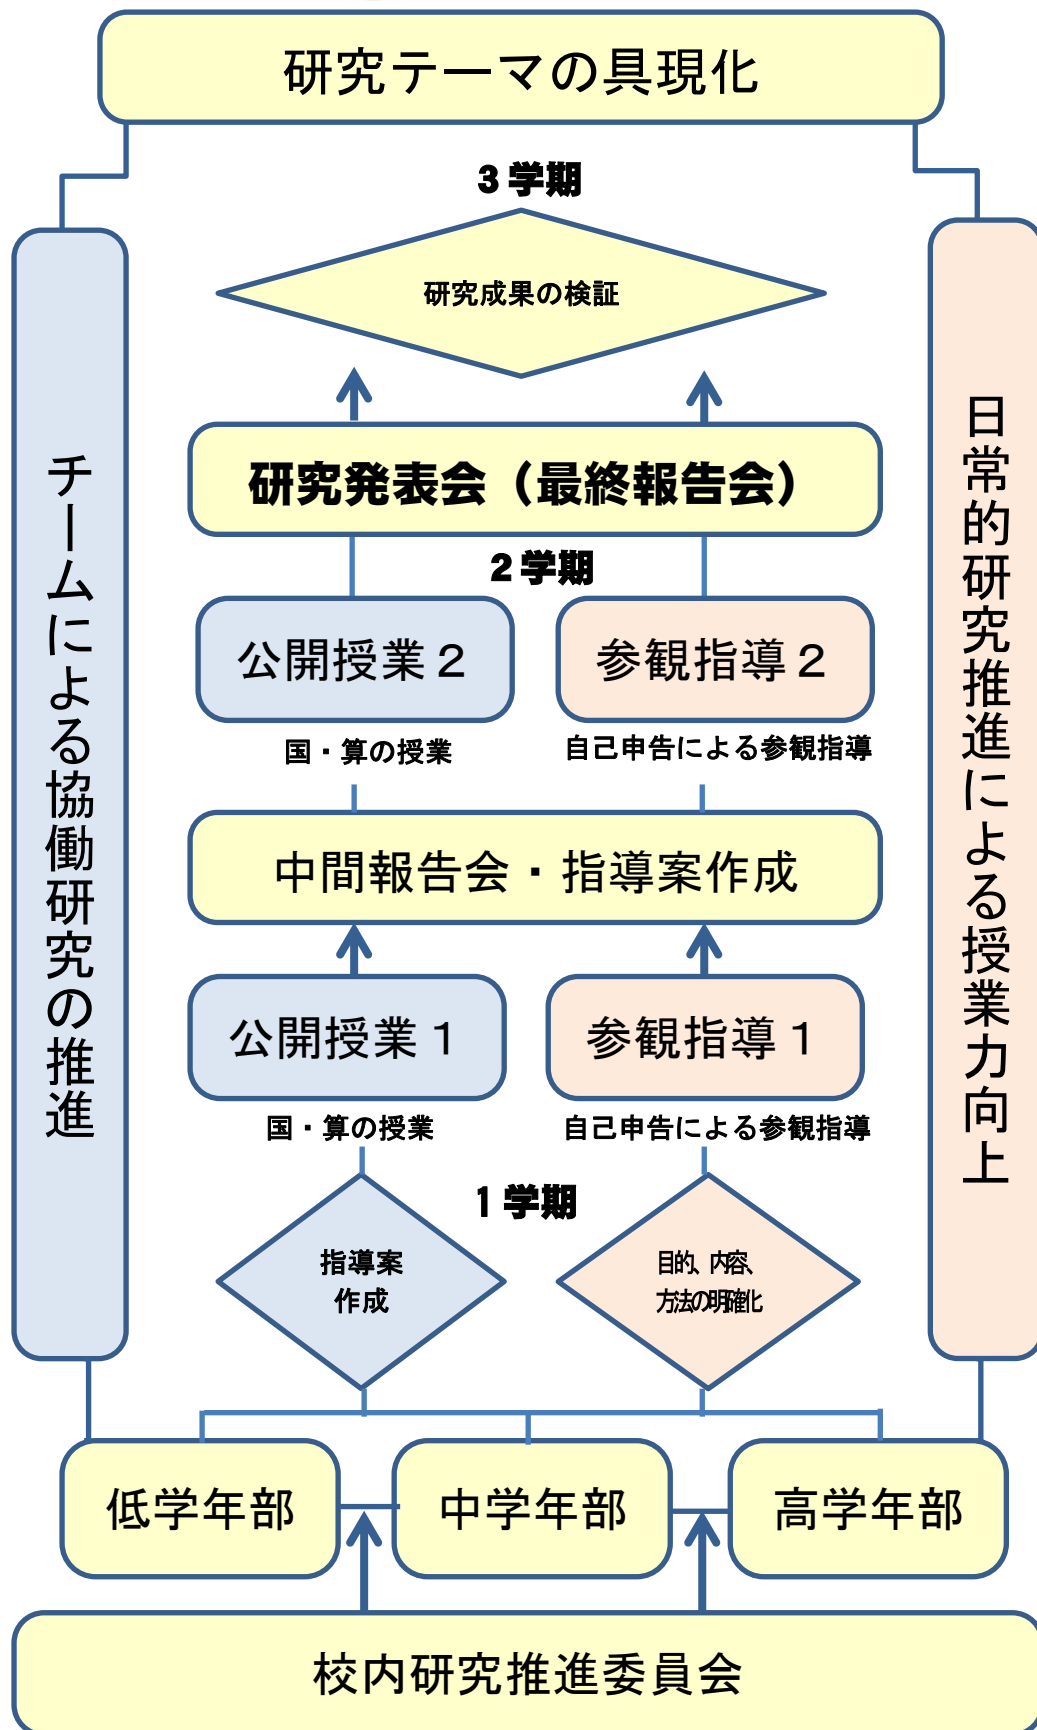 研究テーマの具現化
3学期
研究成果の検証
研究発表会（最終報告会）
2学期
公開授業２
参観指導２
国・算の授業
自己申告による参観指導
中間報告会・指導案作成
公開授業１
参観指導１
国・算の授業
自己申告による参観指導
1学期
指導案
作成
目的、内容、
方法の明確化
チームによる協働研究の推進
日常的研究推進による授業力向上
低学年部
中学年部
高学年部
校内研究推進委員会